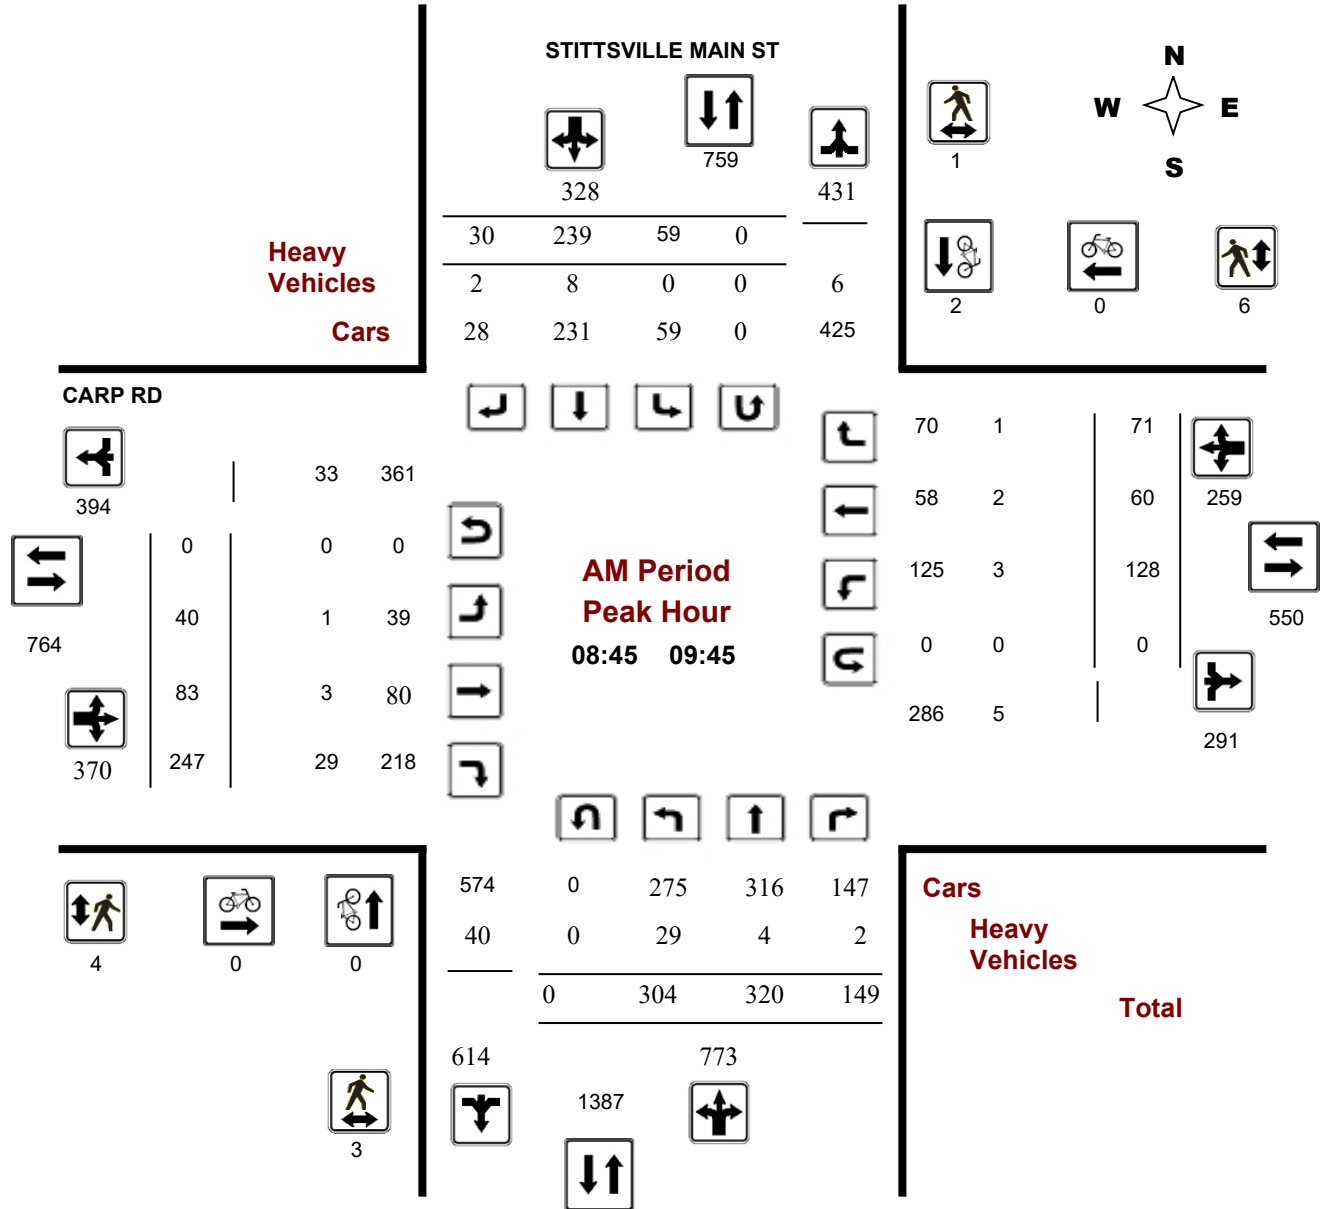 STITTSVILLE MAIN ST
N
W E
S
759
1
328 431
30 239 59 0
Heavy
Vehicles
2 8 0 0 6
2 0 6
Cars
28 231 59 0 425
CARP RD
70 1 71
33 361
394
58 2 60 259
0 0 0
AM Period
125 3 128
Peak Hour
40 1 39
550
764
08:45 09:45
0 0 0
83 3 80
286 5
291
370 247 29 218
574 0 275 316 147
Cars
40 0 29 4 2
Heavy
Vehicles
4 0 0
0 304 320 149
Total
614 773
1387
3